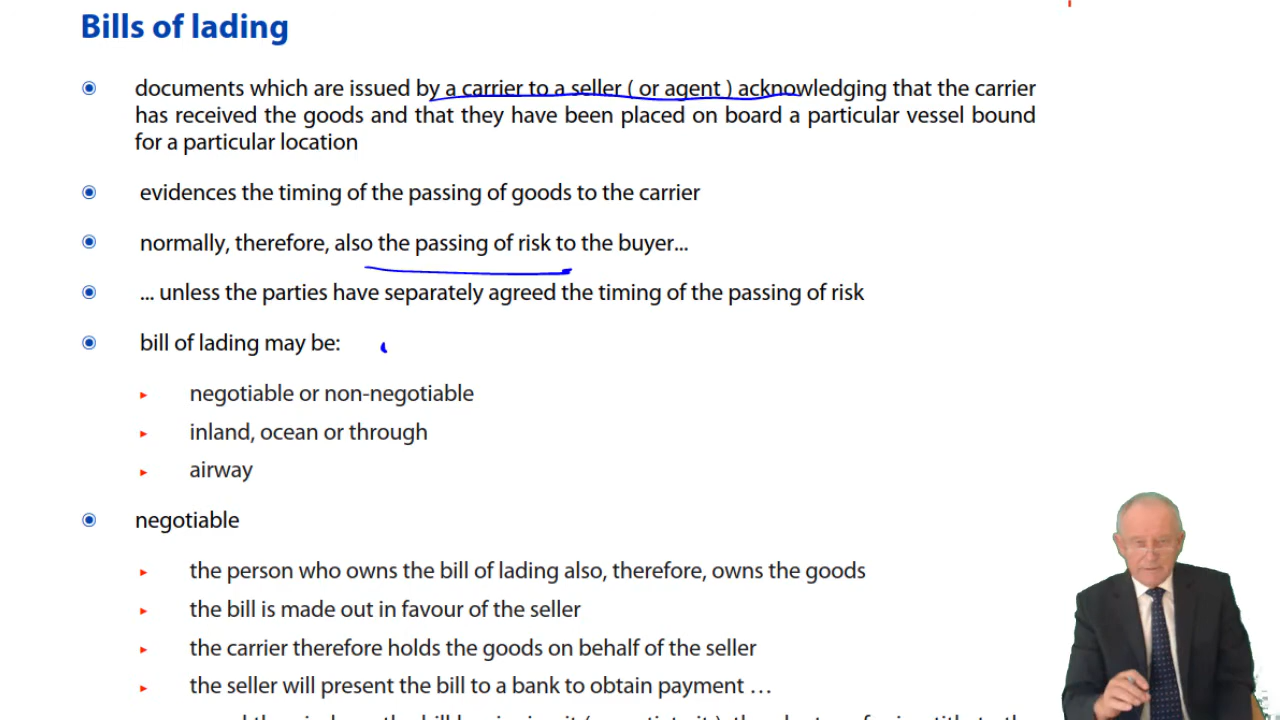 Bills of lading
documents which are issued by a carrier to a seller ( or agent ) acknowledging that the carrier
has received the goods and that they have been placed on board a particular vessel bound
for a particular location
evidences the timing of the passing of goods to the carrier
normally, therefore, also the passing of risk to the buyer...
... unless the parties have separately agreed the timing of the passing of risk
bill of lading may be:
negotiable or non-negotiable
inland, ocean or through
airway
negotiable
the person who owns the bill of lading also, therefore, owns the goods
the bill is made out in favour of the seller
the carrier therefore holds the goods on behalf of the seller
the seller will present the bill to a bank to obtain payment …